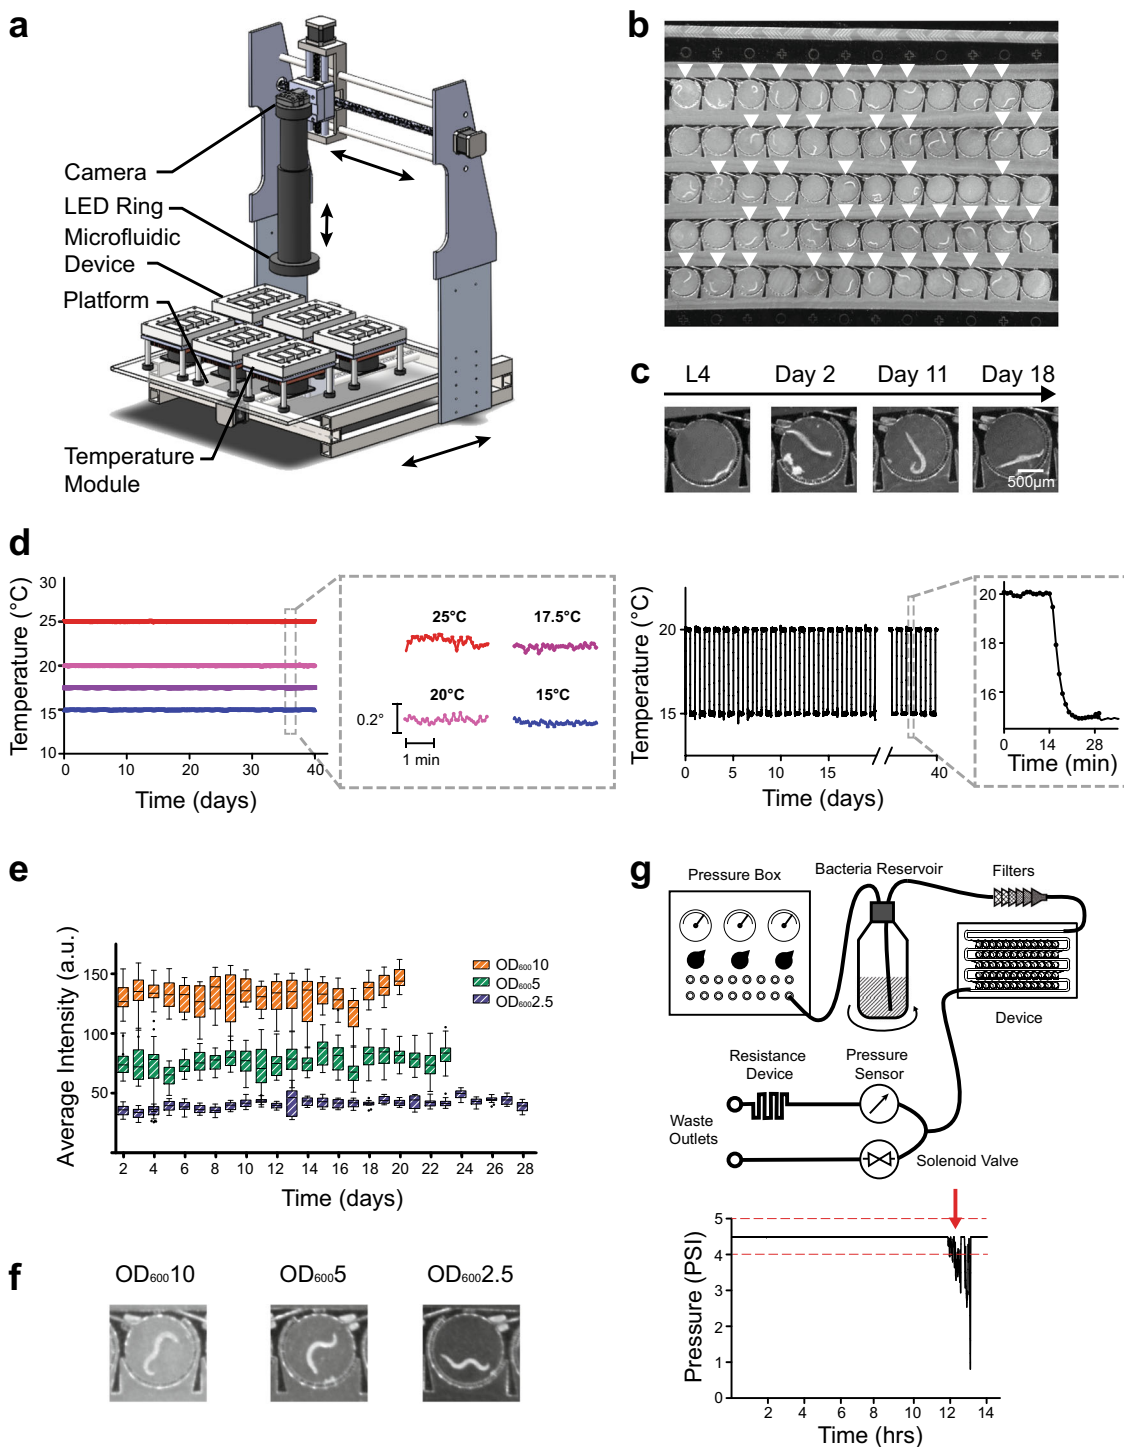 a
Camera
LED Ring
Microfluidic
Device
Platform
Temperature
Module
b
c
L4 Day 2 Day 11 Day 18
500µm
d
Temperature (°C)
30
25
20
15
10
0 10 20 30 40
Time (days)
25°C 17.5°C
20°C 15°C
0.2°
1 min
Temperature (°C)
20
15
0 5 10 15 40
Time (days)
20
18
16
0 14 28
Time (min)
e
Average Intensity (a.u.)
150
100
50
2 4 6 8 10 12 14 16 18 20 22 24 26 28
Time (days)
OD600 10
OD600 5
OD600 2.5
f
OD600 10 OD600 5 OD600 2.5
g
Pressure Box
Bacteria Reservoir
Filters
Device
Resistance
Device
Pressure
Sensor
Waste
Outlets
Solenoid Valve
Pressure (PSI)
5
4
3
2
1
0
2 4 6 8 10 12 14
Time (hrs)